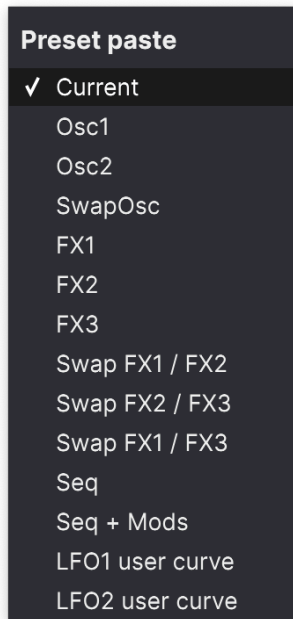 Preset paste
✓ Current
Osc1
Osc2
SwapOsc
FX1
FX2
FX3
Swap FX1 / FX2
Swap FX2 / FX3
Swap FX1 / FX3
Seq
Seq + Mods
LFO1 user curve
LFO2 user curve